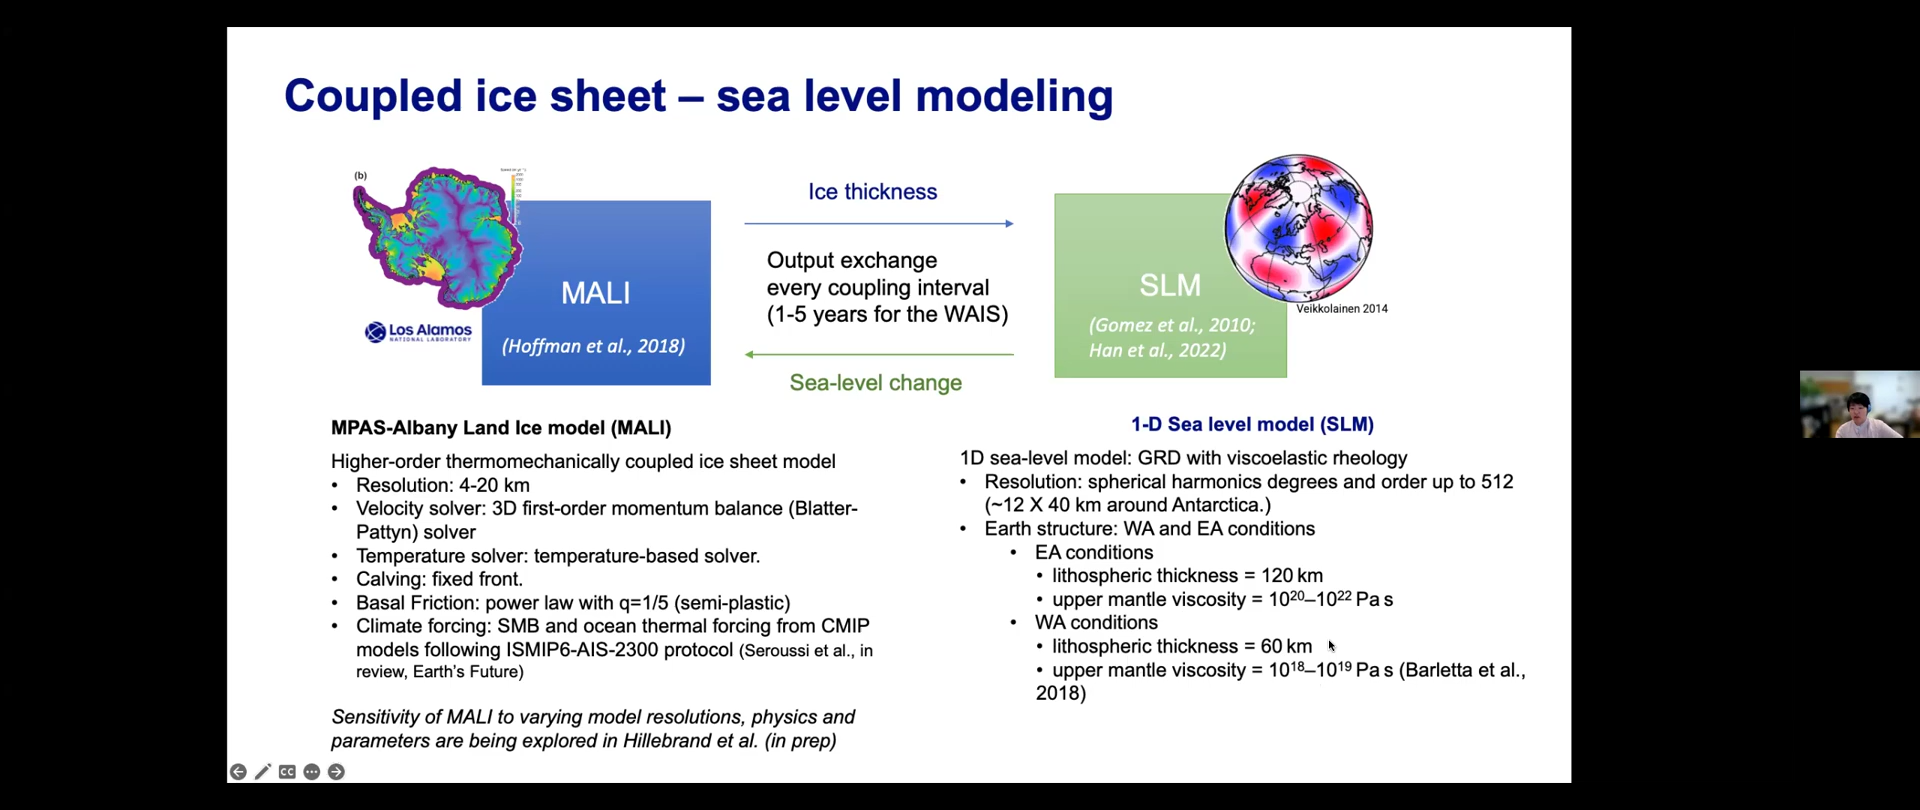 Coupled ice sheet – sea level modeling
(b)
Ice thickness
Output exchange
every coupling interval
(1-5 years for the WAIS)
Sea-level change
MALI
(Hoffman et al., 2018)
Los Alamos
NATIONAL LABORATORY
SLM
(Gomez et al., 2010;
Han et al., 2022)
Veikkolainen 2014
MPAS-Albany Land Ice model (MALI)
Higher-order thermomechanically coupled ice sheet model
• Resolution: 4-20 km
• Velocity solver: 3D first-order momentum balance (Blatter-
Pattyn) solver
• Temperature solver: temperature-based solver.
• Calving: fixed front.
• Basal Friction: power law with q=1/5 (semi-plastic)
• Climate forcing: SMB and ocean thermal forcing from CMIP
models following ISMIP6-AIS-2300 protocol (Seroussi et al., in
review, Earth's Future)
Sensitivity of MALI to varying model resolutions, physics and
parameters are being explored in Hillebrand et al. (in prep)
1-D Sea level model (SLM)
1D sea-level model: GRD with viscoelastic rheology
• Resolution: spherical harmonics degrees and order up to 512
(~12 X 40 km around Antarctica.)
• Earth structure: WA and EA conditions
• EA conditions
• lithospheric thickness = 120 km
• upper mantle viscosity = 10²⁰–10²² Pa s
• WA conditions
• lithospheric thickness = 60 km
• upper mantle viscosity = 10¹⁸–10¹⁹ Pa s (Barletta et al.,
2018)
CC